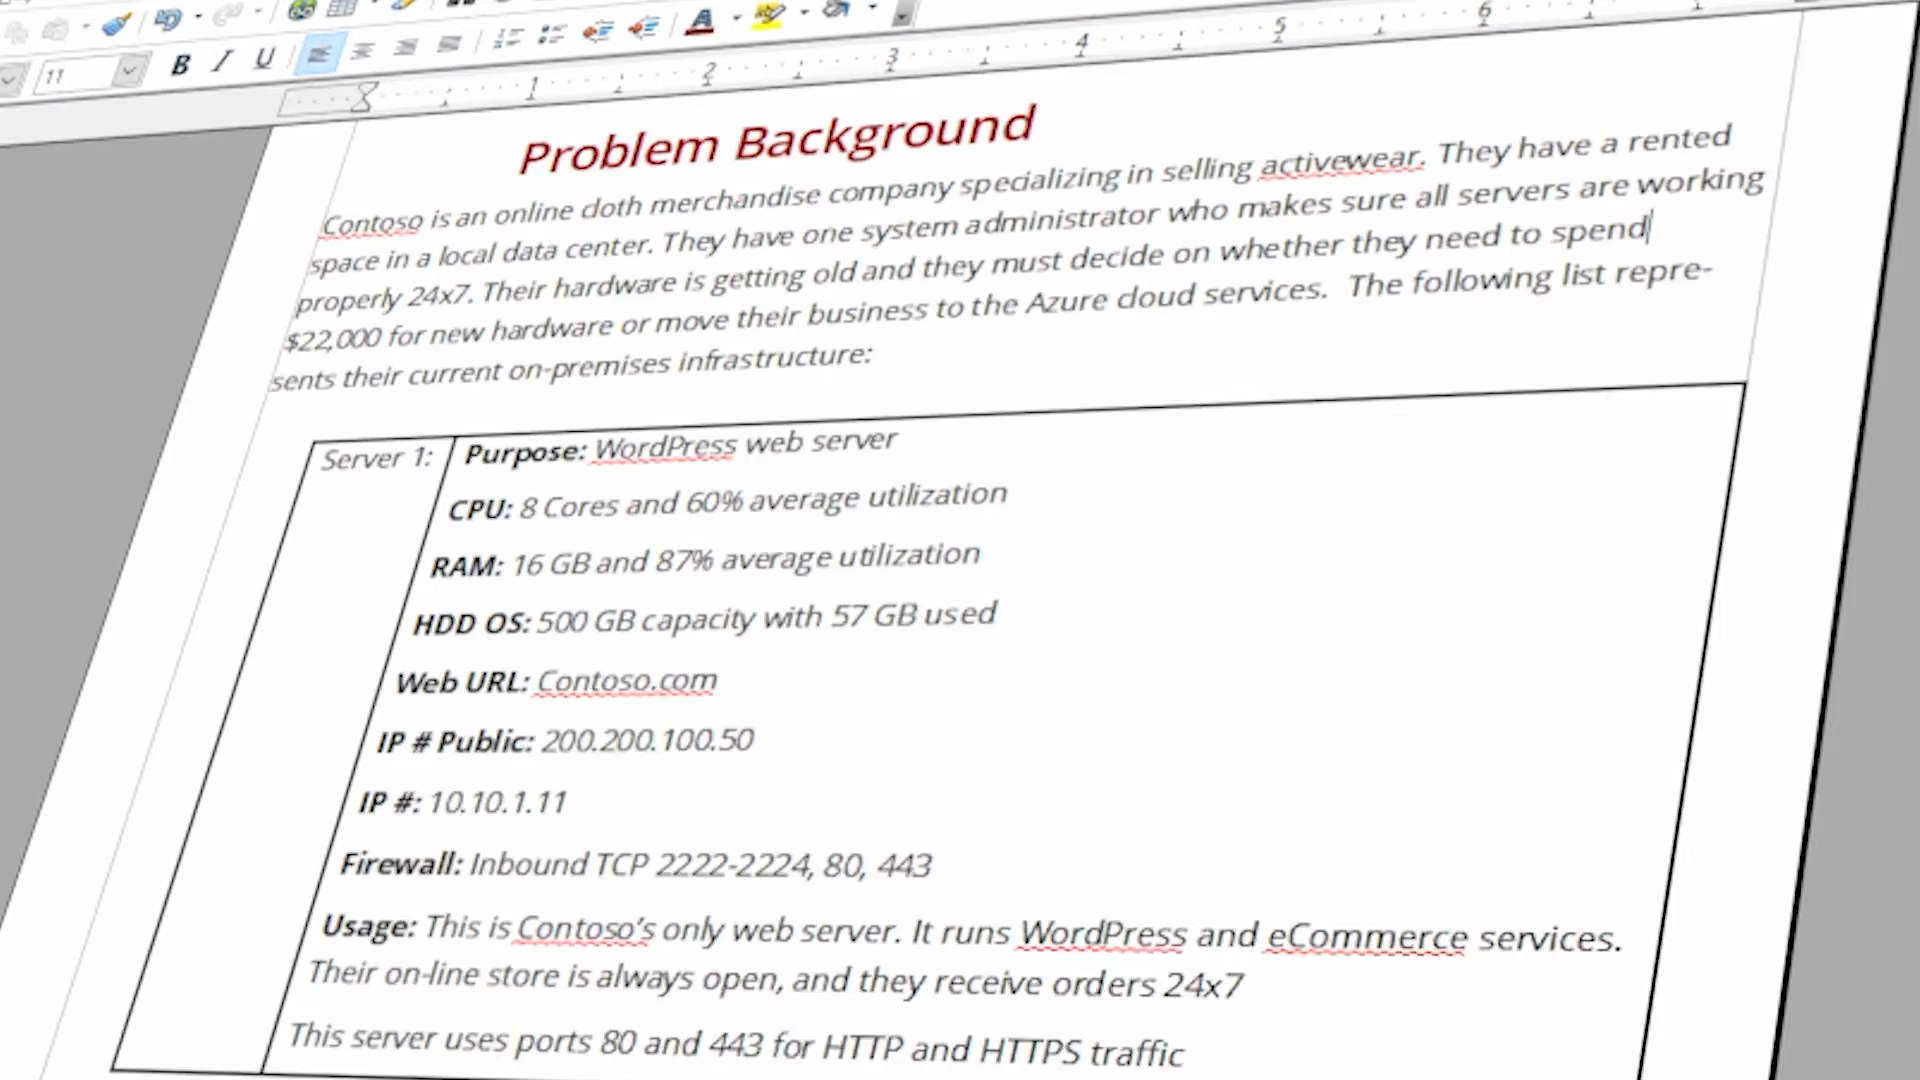 11 B I U
1 2 3 4 5 6
Problem Background
Contoso is an online cloth merchandise company specializing in selling activewear. They have a rented
space in a local data center. They have one system administrator who makes sure all servers are working
properly 24x7. Their hardware is getting old and they must decide on whether they need to spend
$22,000 for new hardware or move their business to the Azure cloud services. The following list repre-
sents their current on-premises infrastructure:
Server 1: Purpose: WordPress web server
CPU: 8 Cores and 60% average utilization
RAM: 16 GB and 87% average utilization
HDD OS: 500 GB capacity with 57 GB used
Web URL: Contoso.com
IP # Public: 200.200.100.50
IP #: 10.10.1.11
Firewall: Inbound TCP 2222-2224, 80, 443
Usage: This is Contoso’s only web server. It runs WordPress and eCommerce services.
Their on-line store is always open, and they receive orders 24x7
This server uses ports 80 and 443 for HTTP and HTTPS traffic